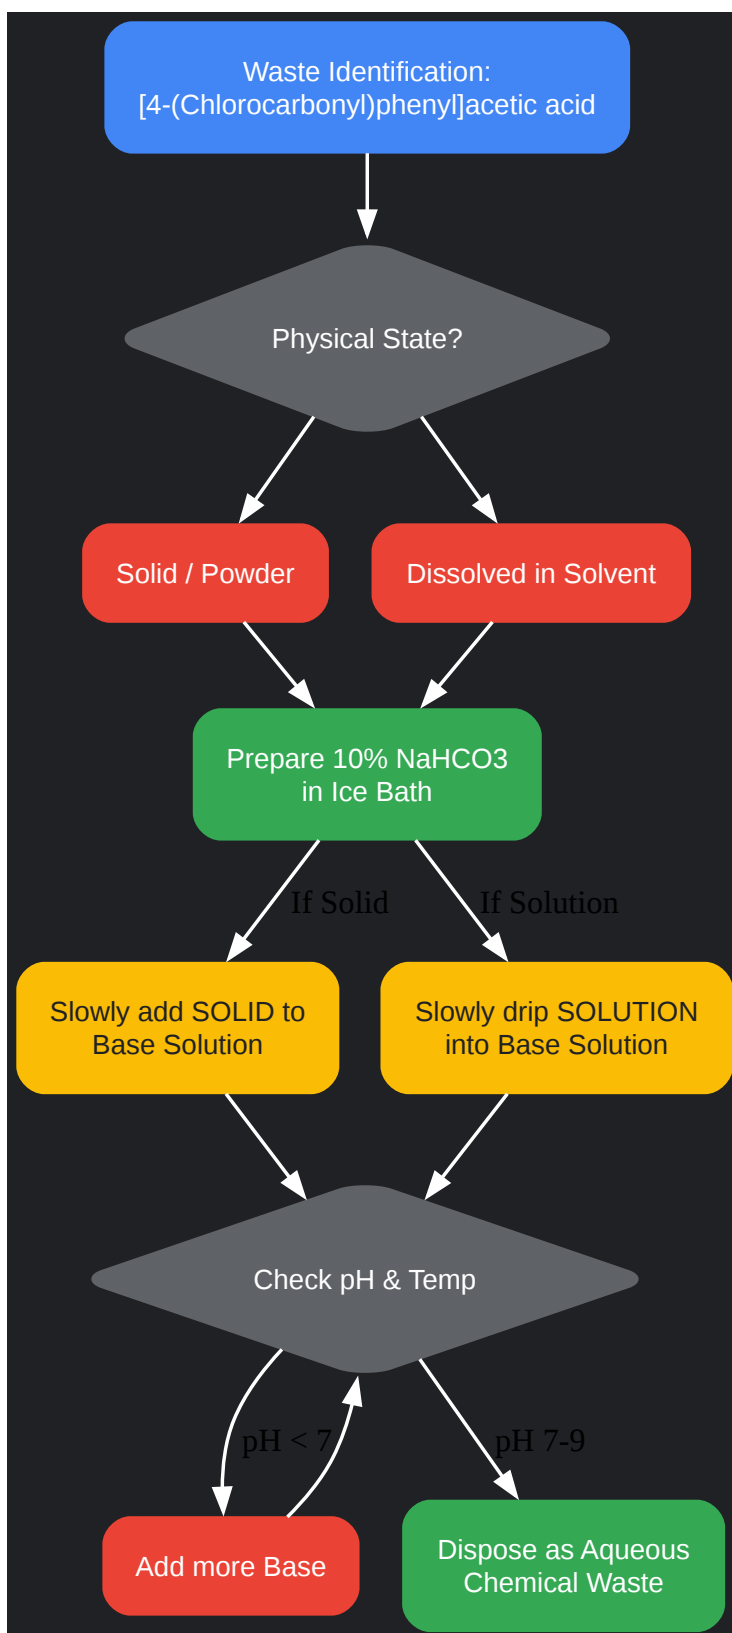 Waste Identification:
[4-(Chlorocarbonyl)phenyl]acetic acid
Physical State?
Solid / Powder
Dissolved in Solvent
Prepare 10% NaHCO3
in Ice Bath
If Solid
If Solution
Slowly add SOLID to
Base Solution
Slowly drip SOLUTION
into Base Solution
Check pH & Temp
pH < 7
pH 7-9
Add more Base
Dispose as Aqueous
Chemical Waste